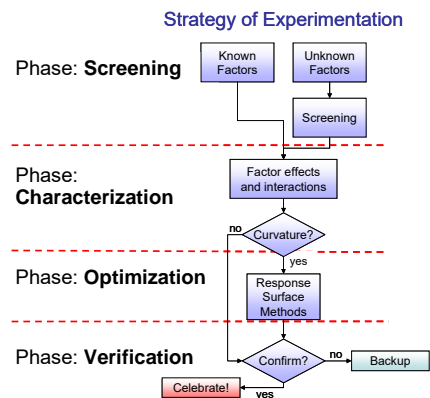 Strategy of Experimentation
Phase: Screening
Known
Factors
Unknown
Factors
Screening
Phase:
Characterization
Factor effects
and interactions
no
Curvature?
yes
Phase: Optimization
Response
Surface
Methods
Phase: Verification
Confirm?
no
Backup
Celebrate!
yes